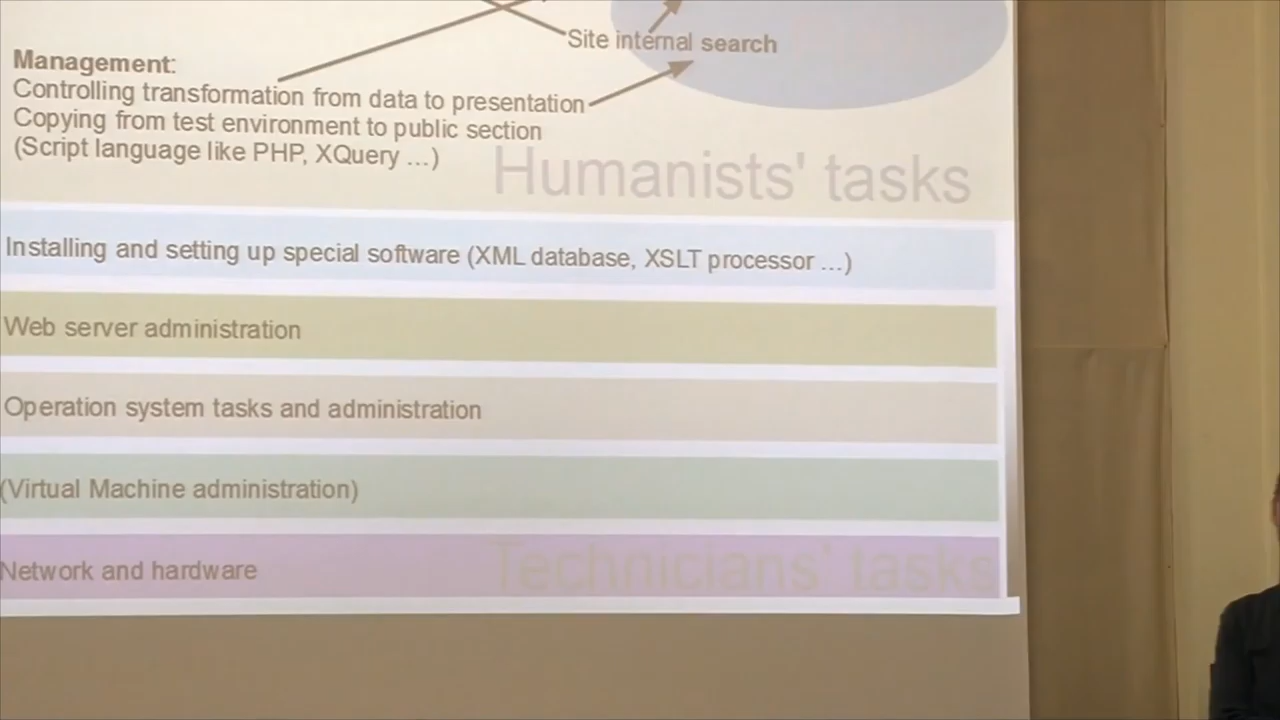 Site internal search
Management:
Controlling transformation from data to presentation
Copying from test environment to public section
(Script language like PHP, XQuery ...)
Humanists' tasks
Installing and setting up special software (XML database, XSLT processor ...)
Web server administration
Operation system tasks and administration
(Virtual Machine administration)
Network and hardware
Technicians' tasks